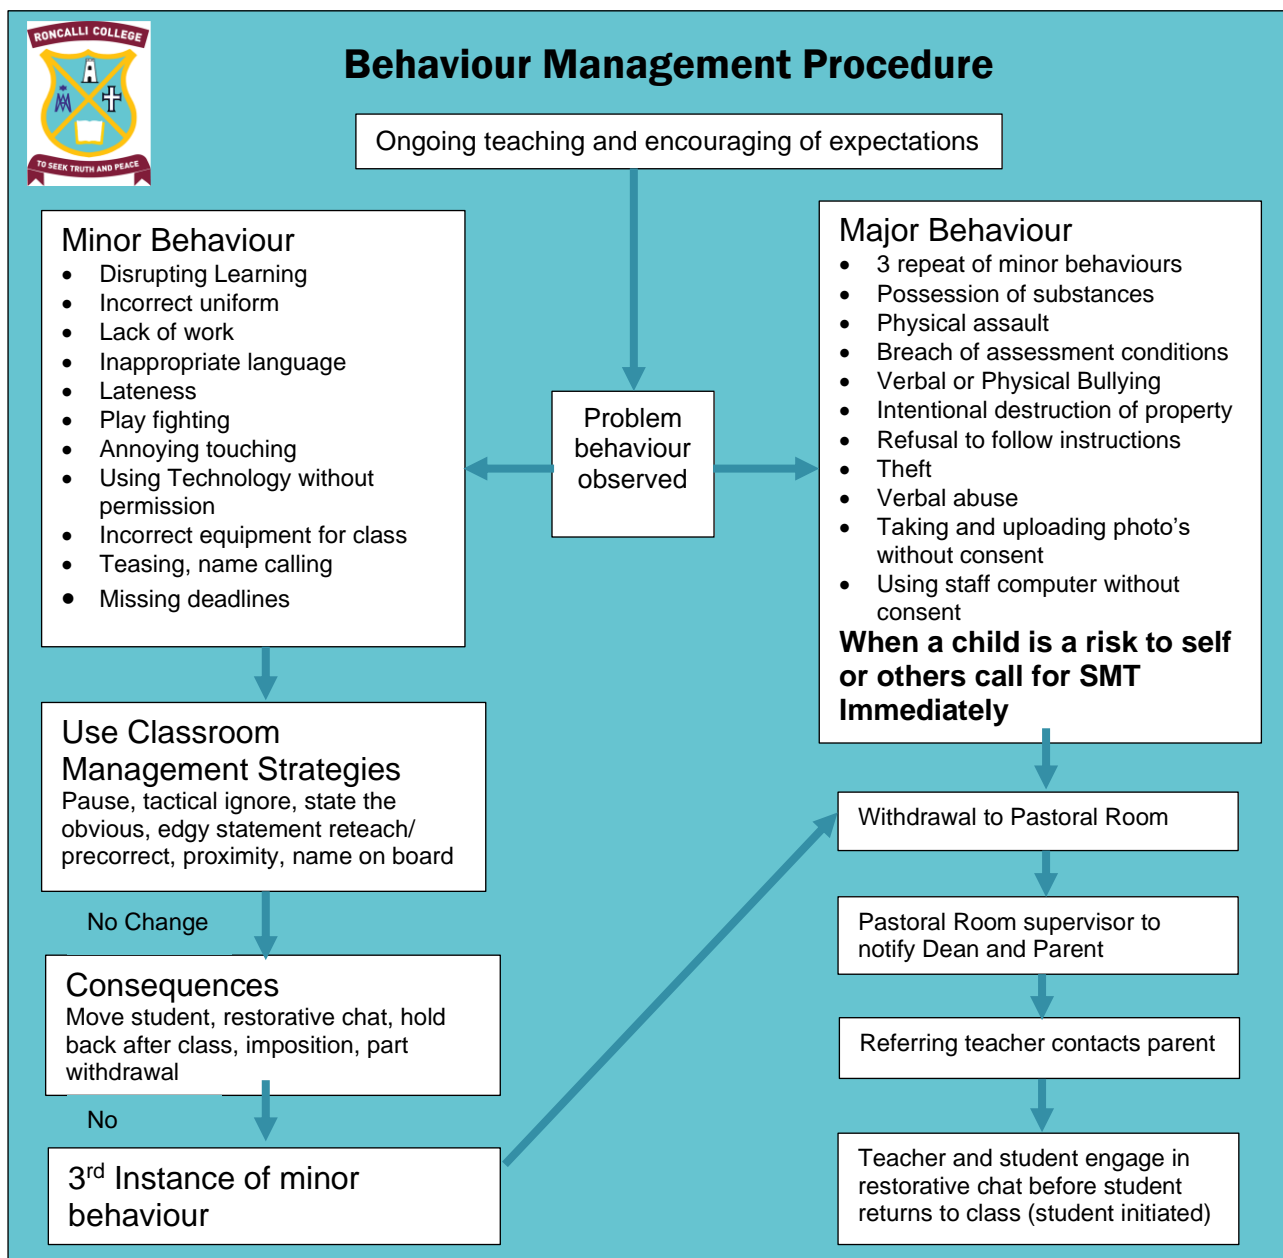 RONCALLI COLLEGE
TO SEEK TRUTH AND PEACE
Behaviour Management Procedure
Ongoing teaching and encouraging of expectations
Minor Behaviour
• Disrupting Learning
• Incorrect uniform
• Lack of work
• Inappropriate language
• Lateness
• Play fighting
• Annoying touching
• Using Technology without
permission
• Incorrect equipment for class
• Teasing, name calling
• Missing deadlines
Problem
behaviour
observed
Major Behaviour
• 3 repeat of minor behaviours
• Possession of substances
• Physical assault
• Breach of assessment conditions
• Verbal or Physical Bullying
• Intentional destruction of property
• Refusal to follow instructions
• Theft
• Verbal abuse
• Taking and uploading photo's
without consent
• Using staff computer without
consent
When a child is a risk to self
or others call for SMT
Immediately
Use Classroom
Management Strategies
Pause, tactical ignore, state the
obvious, edgy statement reteach/
precorrect, proximity, name on board
No Change
Consequences
Move student, restorative chat, hold
back after class, imposition, part
withdrawal
No
3rd Instance of minor
behaviour
Withdrawal to Pastoral Room
Pastoral Room supervisor to
notify Dean and Parent
Referring teacher contacts parent
Teacher and student engage in
restorative chat before student
returns to class (student initiated)